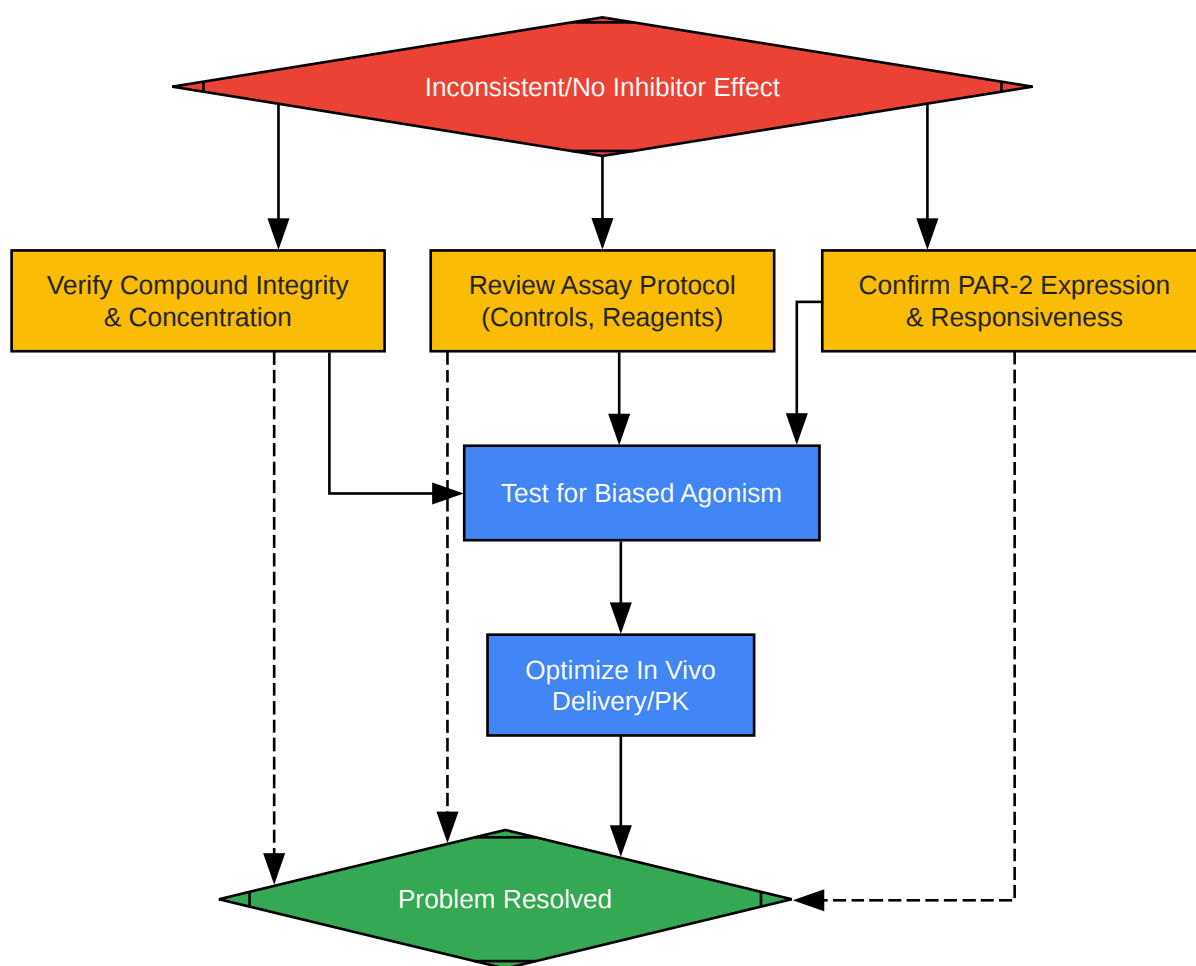 Inconsistent/No Inhibitor Effect
Verify Compound Integrity
& Concentration
Review Assay Protocol
(Controls, Reagents)
Confirm PAR-2 Expression
& Responsiveness
Test for Biased Agonism
Optimize In Vivo
Delivery/PK
Problem Resolved